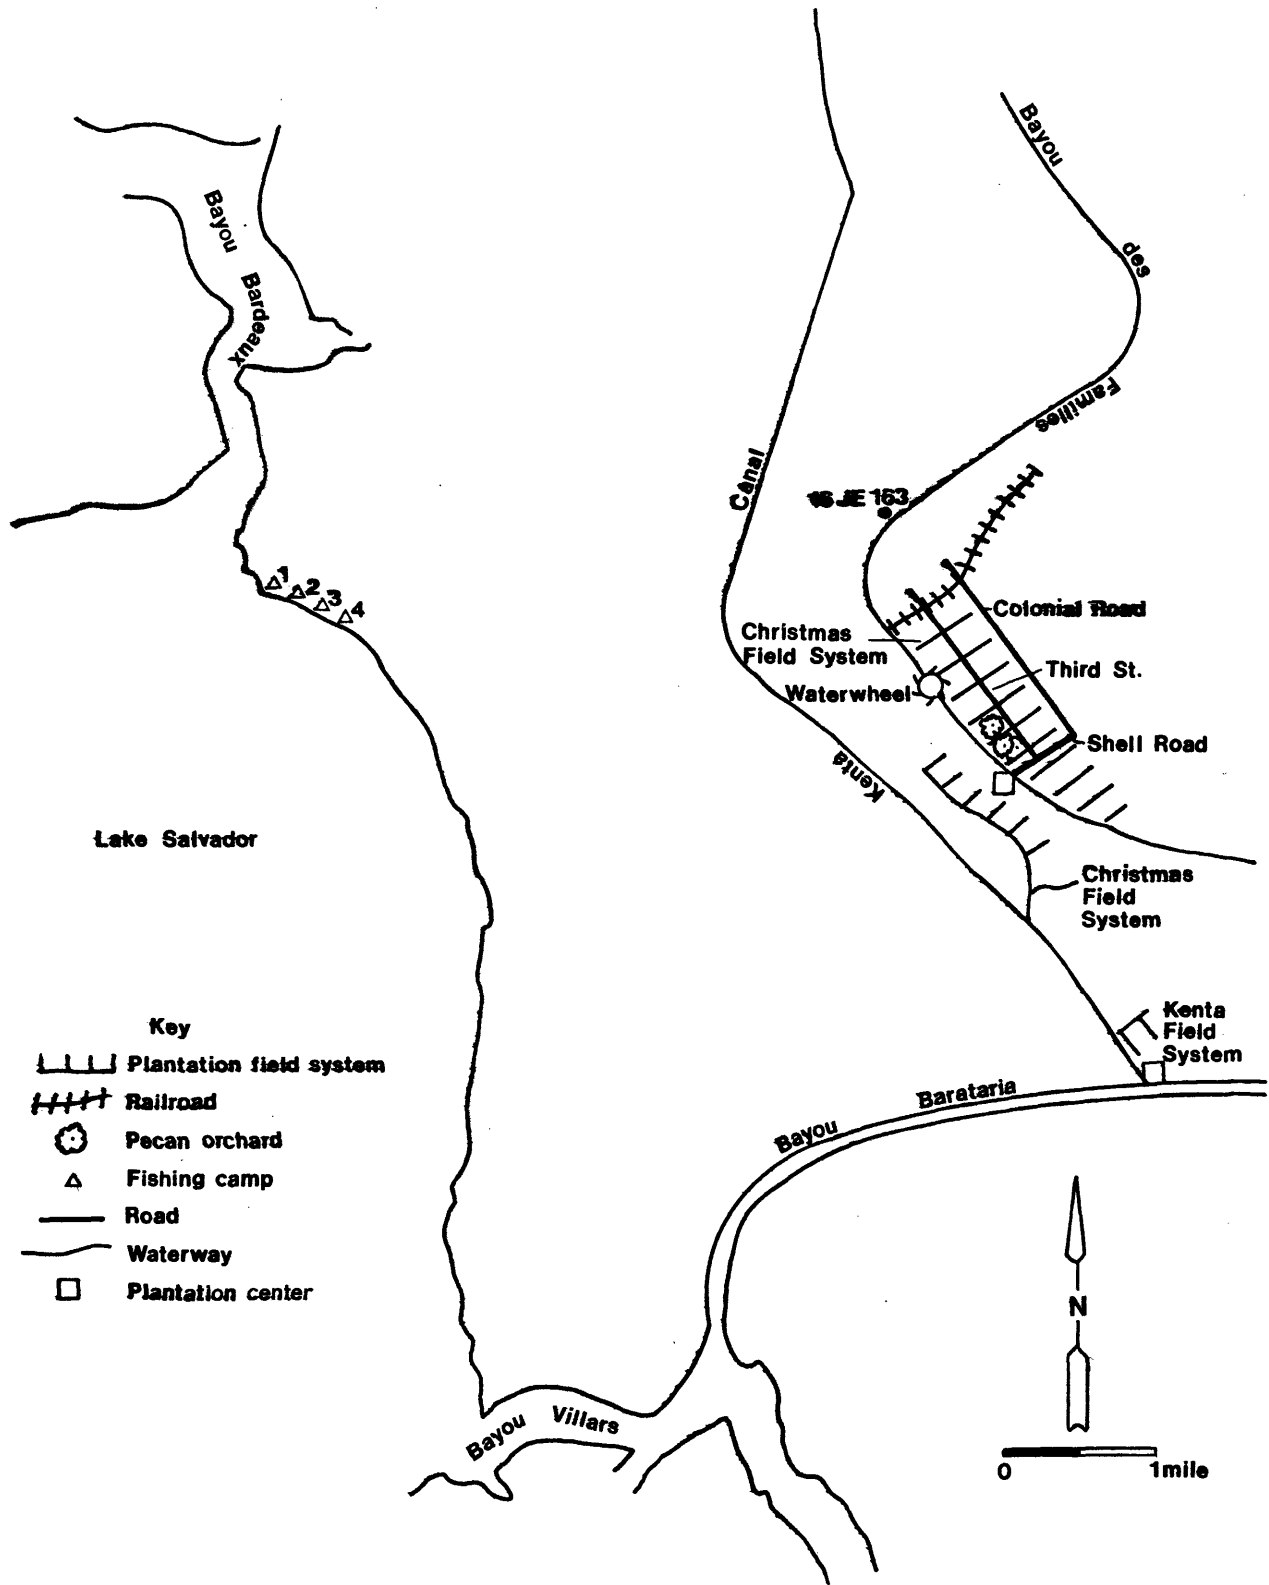 Bayou
des
Familles
Bayou
Bardeaux
Canal
16 JE 163
1
2
3
4
Colonial Road
Christmas
Field System
Third St.
Waterwheel
Shell Road
Kenta
Lake Salvador
Christmas
Field
System
Kenta
Field
System
Key
Plantation field system
Railroad
Pecan orchard
Fishing camp
Road
Waterway
Plantation center
Bayou
Barataria
Bayou
Villars
N
0
1mile